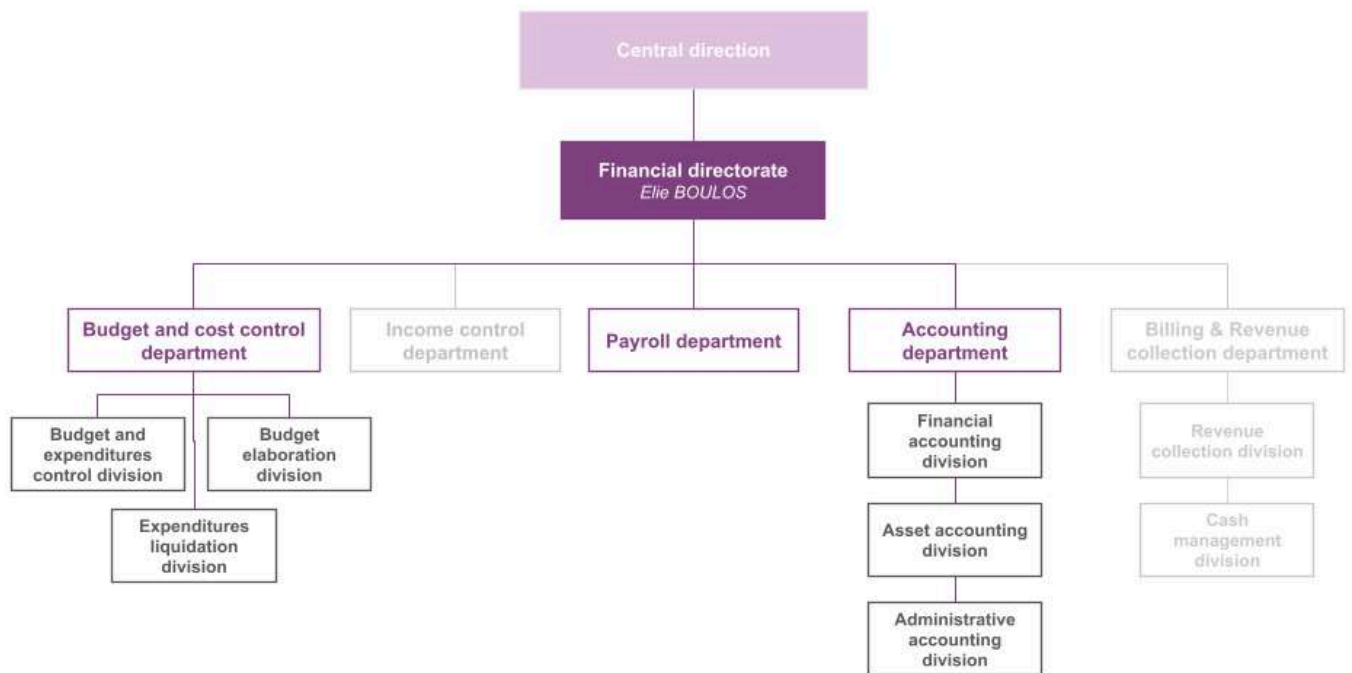 Central direction
Financial directorate
Elie BOULOS
Budget and cost control
department
Income control
department
Payroll department
Accounting
department
Billing & Revenue
collection department
Budget and
expenditures
control division
Budget
elaboration
division
Expenditures
liquidation
division
Financial
accounting
division
Asset accounting
division
Administrative
accounting
division
Revenue
collection division
Cash
management
division